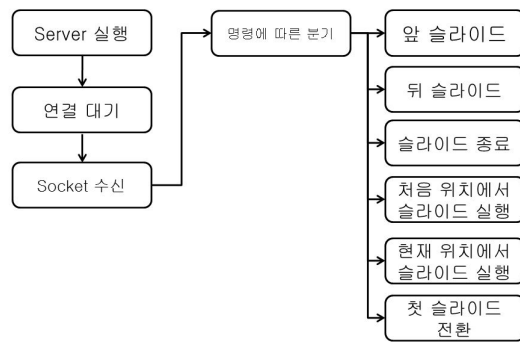 Server 실행
연결 대기
Socket 수신
명령에 따른 분기
앞 슬라이드
뒤 슬라이드
슬라이드 종료
처음 위치에서
슬라이드 실행
현재 위치에서
슬라이드 실행
첫 슬라이드
전환